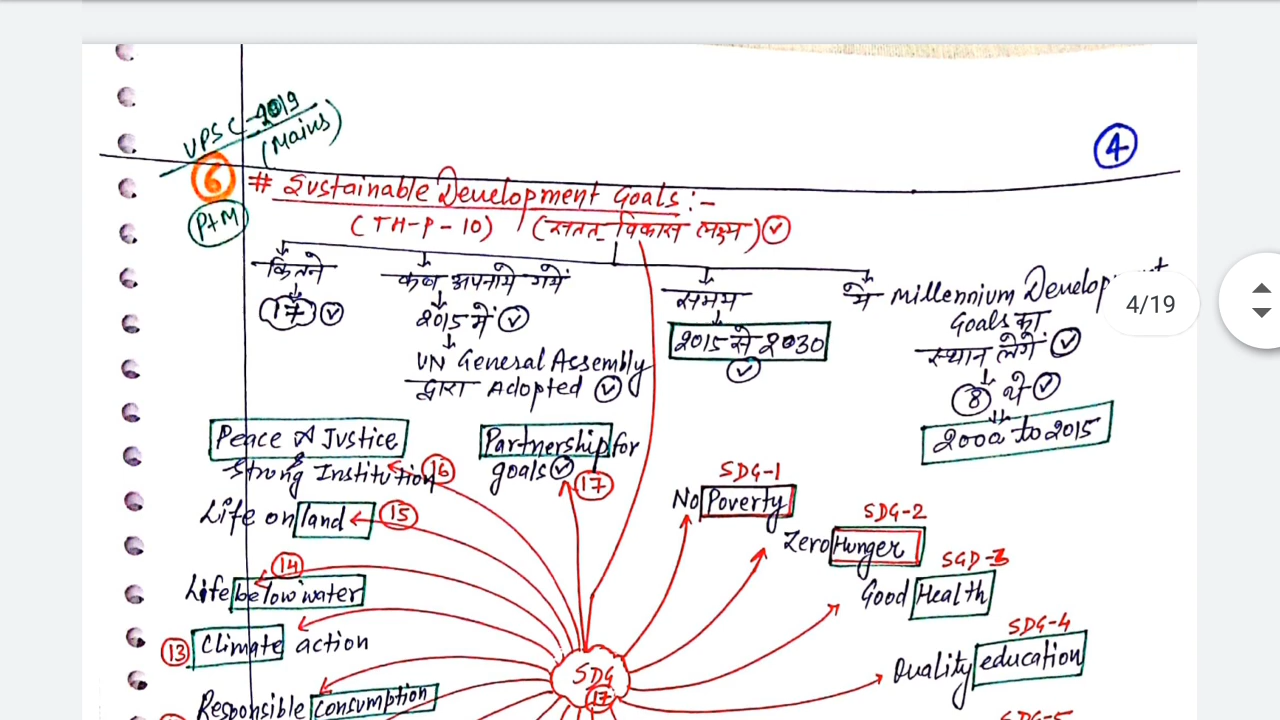 UPSC-2019
(Mains)
4
6
# Sustainable Development Goals:-
P+M
(TH-P-10) (सतत विकास लक्ष्य)
कितने
17
कब अपनाये गये
2015 में
UN General Assembly
द्वारा Adopted
समय
2015 से 2030
ये Millennium Develop
Goals का
स्थान लेंगे
8 थे
2000 to 2015
4/19
Peace & Justice
Strong Institution
16
Partnership for
goals
17
SDG-1
No Poverty
SDG-2
Zero Hunger
SGD-3
Good Health
SDG-4
Quality education
Life on land
15
14
Life below water
13 Climate action
Responsible consumption
SDG
17
SDG-5